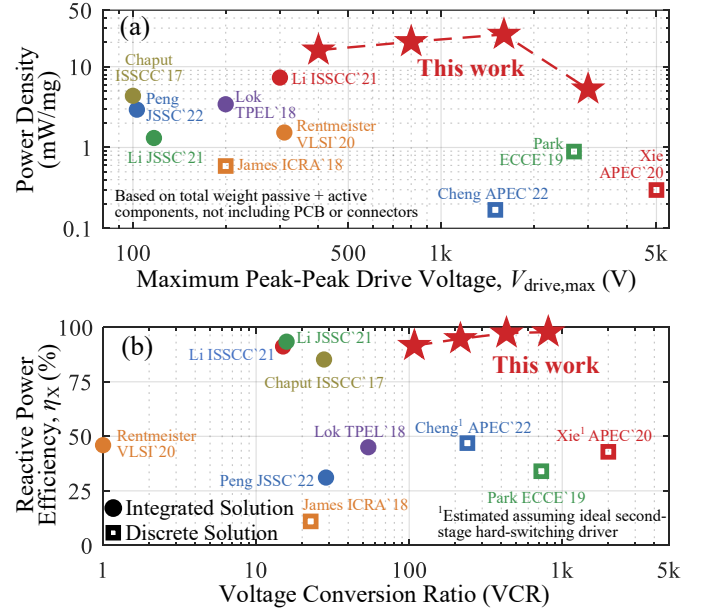 (a)
50
10
1
0.1
Power Density
(mW/mg)
Chaput
ISSCC`17
Peng
JSSC`22
Li JSSC`21
Lok
TPEL`18
Li ISSCC`21
Rentmeister
VLSI`20
James ICRA`18
This work
Park
ECCE`19
Xie
APEC`20
Cheng APEC`22
Based on total weight passive + active
components, not including PCB or connectors
100
500
1k
5k
Maximum Peak-Peak Drive Voltage, Vdrive,max (V)
(b)
100
75
50
25
0
Reactive Power
Efficiency, ηX (%)
Li JSSC`21
Li ISSCC`21
Chaput ISSCC`17
This work
Rentmeister
VLSI`20
Lok TPEL`18
Cheng¹ APEC`22
Xie¹ APEC`20
Peng JSSC`22
Park ECCE`19
James ICRA`18
Integrated Solution
Discrete Solution
¹Estimated assuming ideal second-
stage hard-switching driver
1
10
100
1k
5k
Voltage Conversion Ratio (VCR)